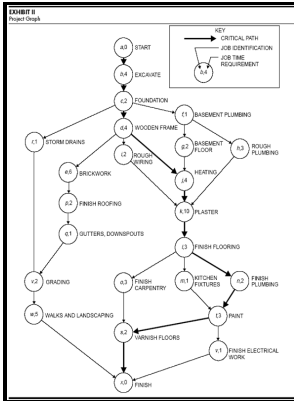 EXHIBIT II
Project Graph
KEY
CRITICAL PATH
JOB IDENTIFICATION
JOB TIME
REQUIREMENT
b,4
a,0 START
b,4 EXCAVATE
c,2 FOUNDATION
f,1 BASEMENT PLUMBING
d,4 WOODEN FRAME
r,1 STORM DRAINS
i,2 ROUGH
WIRING
g,2 BASEMENT
FLOOR
h,3 ROUGH
PLUMBING
e,6 BRICKWORK
j,4 HEATING
p,2 FINISH ROOFING
k,10 PLASTER
q,1 GUTTERS, DOWNSPOUTS
l,3 FINISH FLOORING
v,2 GRADING
n,3 FINISH
CARPENTRY
m,1 KITCHEN
FIXTURES
n,2 FINISH
PLUMBING
w,5 WALKS AND LANDSCAPING
t,3 PAINT
s,2 VARNISH FLOORS
v,1 FINISH ELECTRICAL
WORK
x,0 FINISH